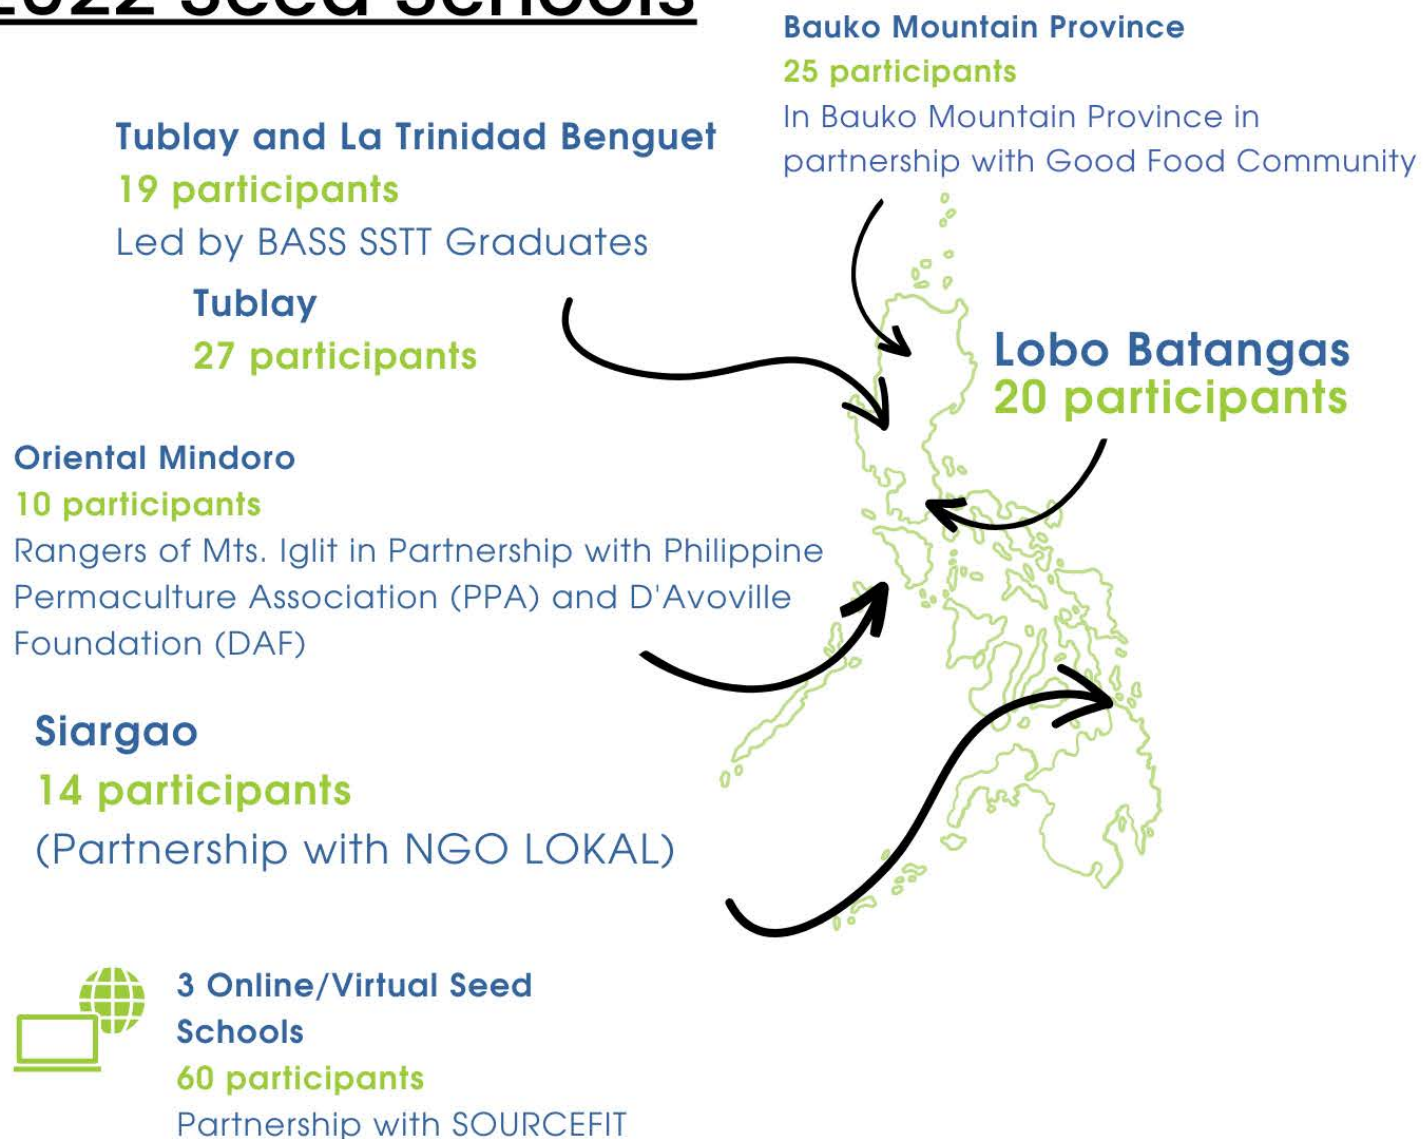 2022 Seed Schools
Bauko Mountain Province
25 participants
In Bauko Mountain Province in
partnership with Good Food Community
Tublay and La Trinidad Benguet
19 participants
Led by BASS SSTT Graduates
Tublay
27 participants
Lobo Batangas
20 participants
Oriental Mindoro
10 participants
Rangers of Mts. Iglit in Partnership with Philippine
Permaculture Association (PPA) and D'Avoville
Foundation (DAF)
Siargao
14 participants
(Partnership with NGO LOKAL)
3 Online/Virtual Seed
Schools
60 participants
Partnership with SOURCEFIT